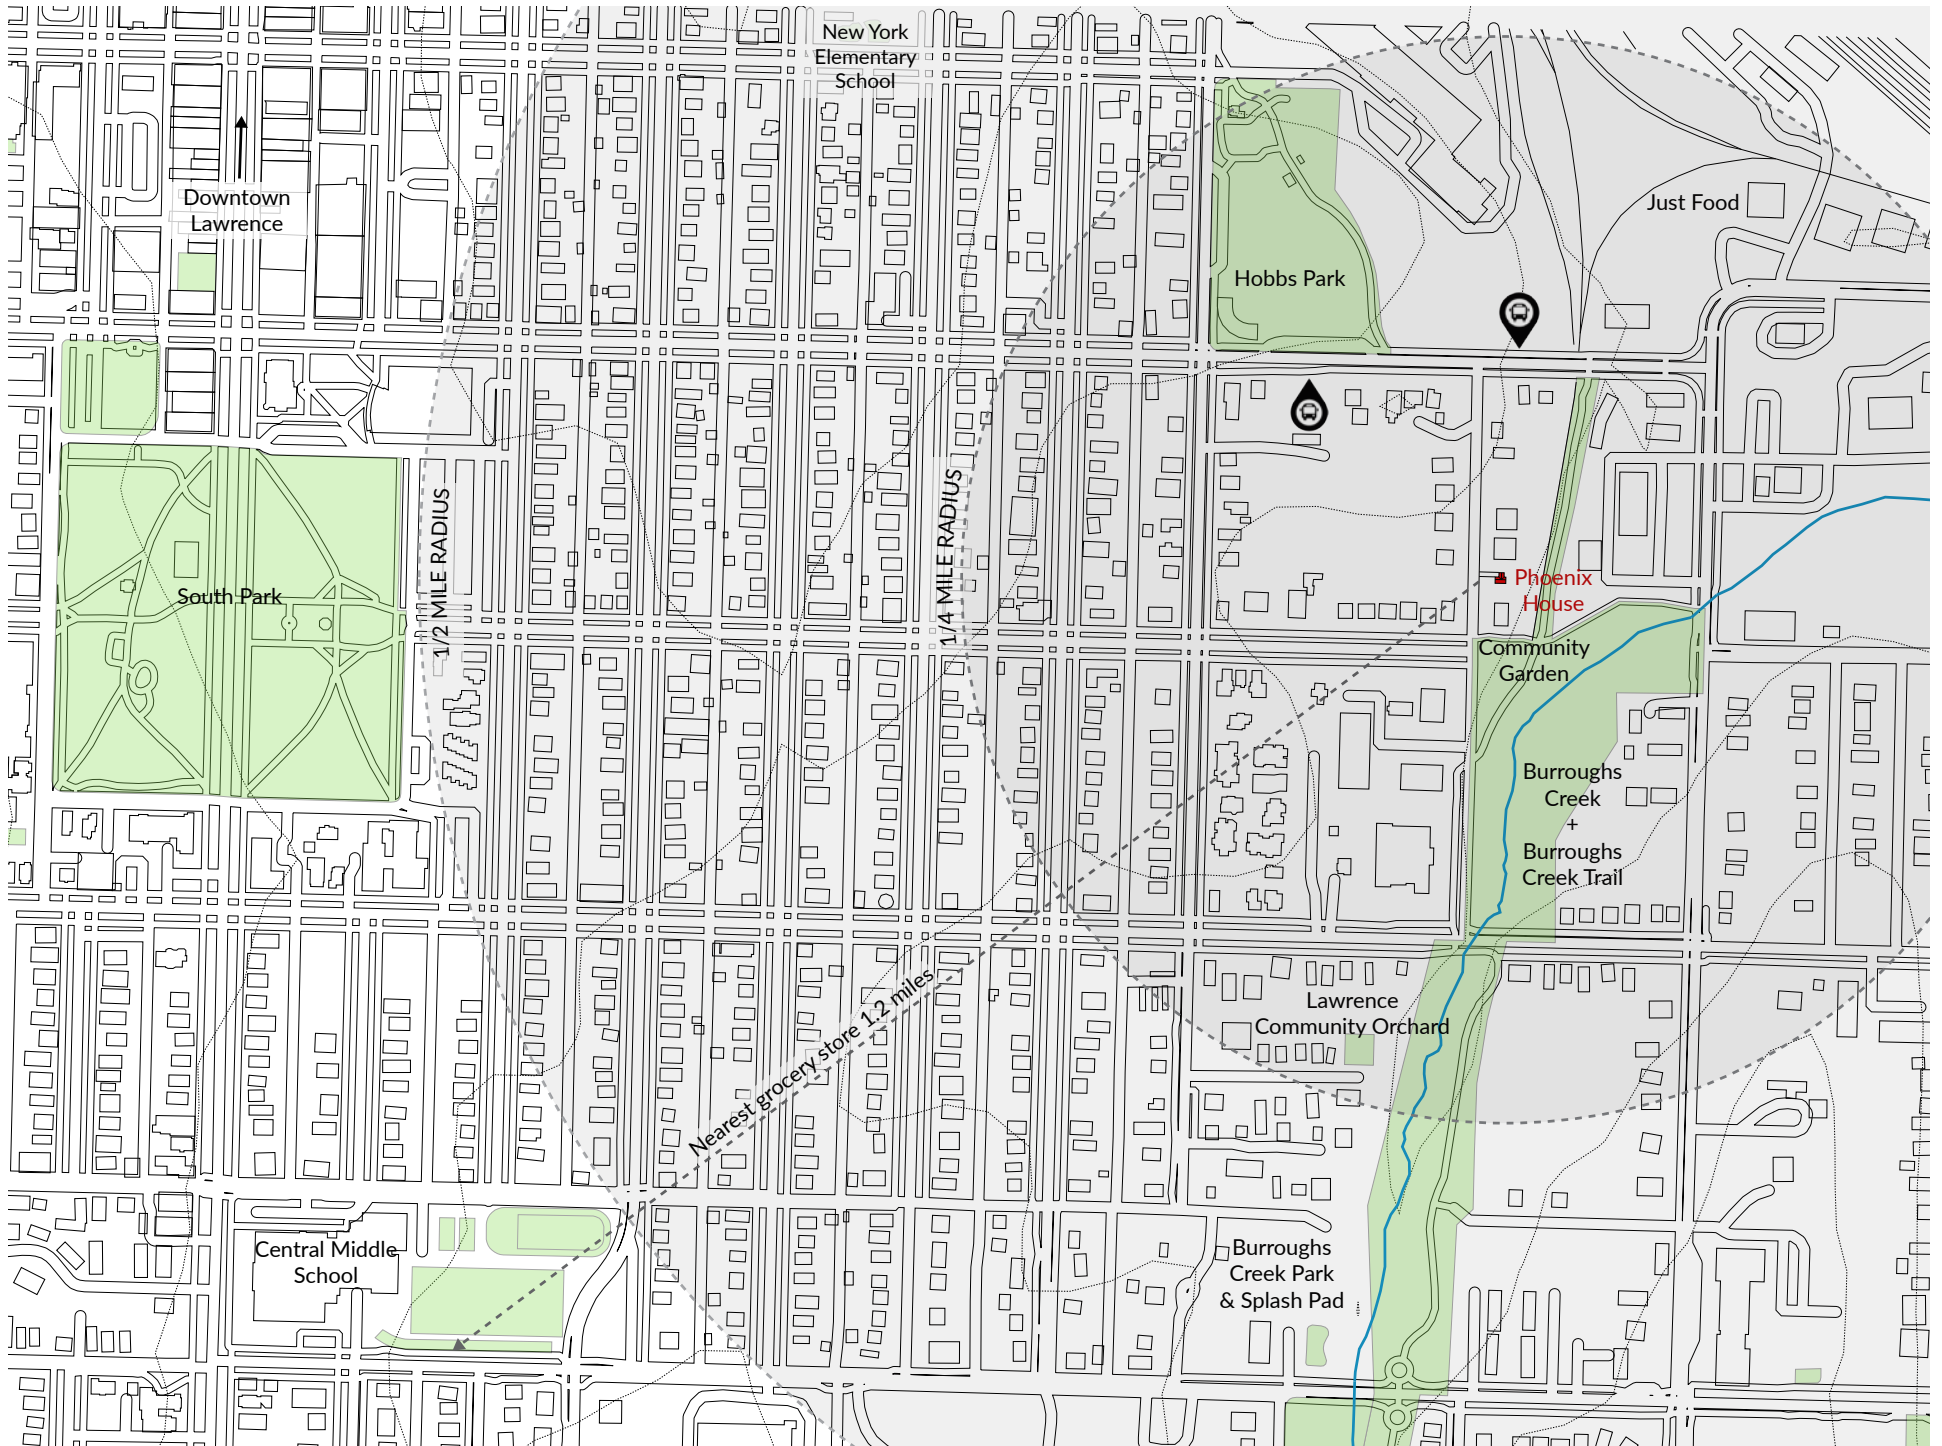 New York
Elementary
School
Downtown
Lawrence
Just Food
Hobbs Park
1/2 MILE RADIUS
1/4 MILE RADIUS
South Park
Phoenix
House
Community
Garden
Burroughs
Creek
+
Burroughs
Creek Trail
Lawrence
Community Orchard
Nearest grocery store 1.2 miles
Central Middle
School
Burroughs
Creek Park
& Splash Pad